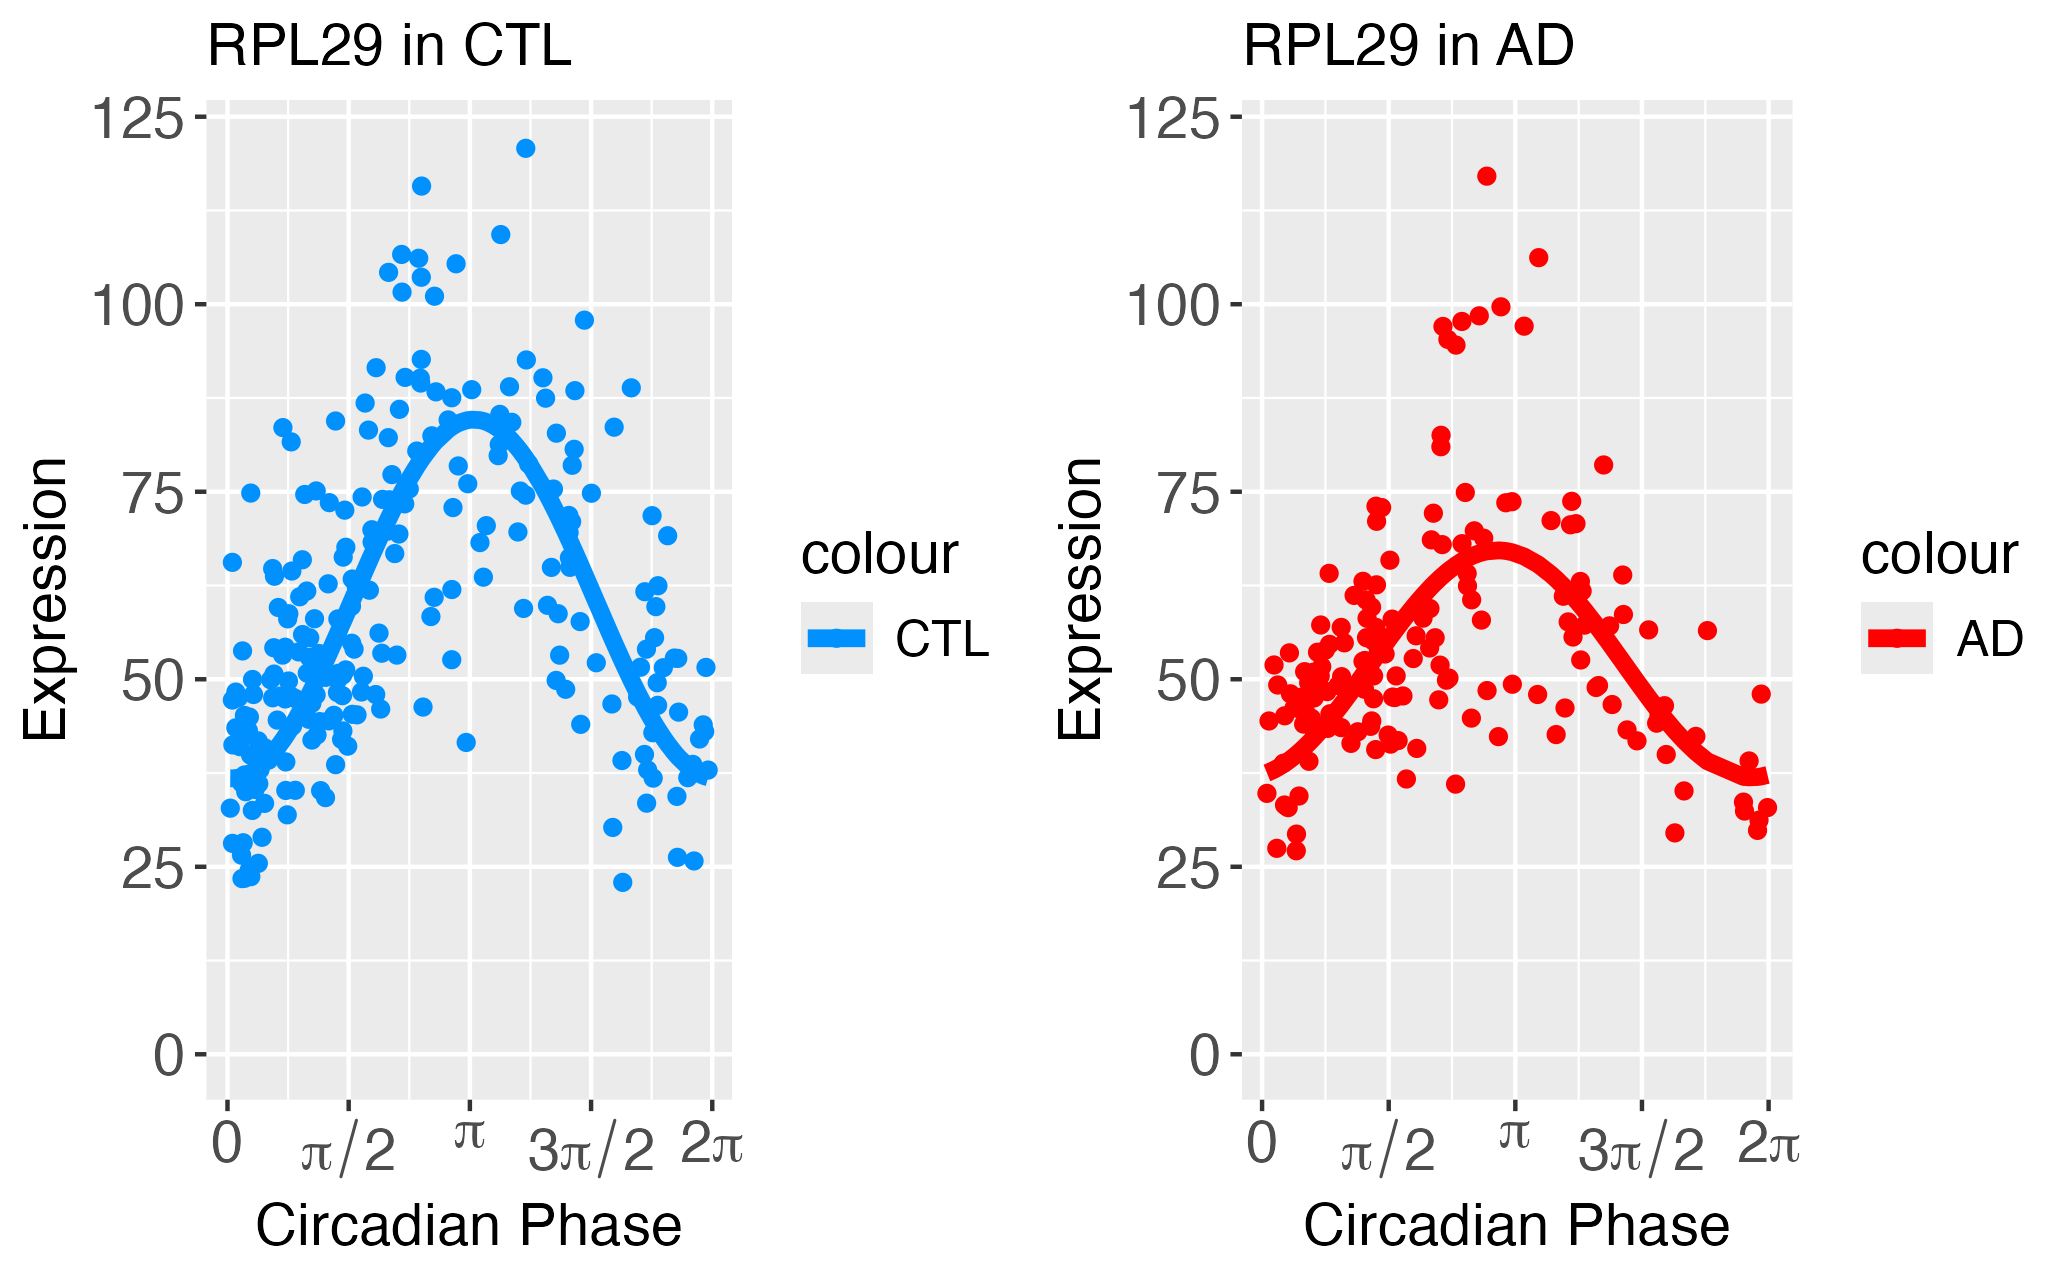 RPL29 in CTL
125
100
75
50
25
0
Expression
0 π/2 π 3π/2 2π
Circadian Phase
colour
CTL
RPL29 in AD
125
100
75
50
25
0
Expression
0 π/2 π 3π/2 2π
Circadian Phase
colour
AD